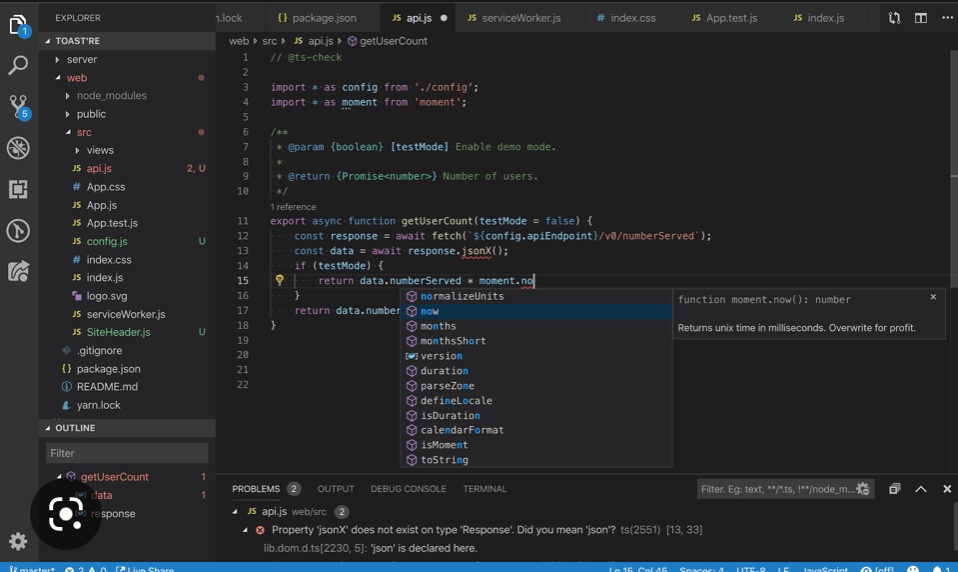 EXPLORER
n.lock
{} package.json
JS api.js
JS serviceWorker.js
# index.css
JS App.test.js
JS index.js
TOAST'RE
server
web
node_modules
public
src
views
JS api.js 2, U
# App.css
JS App.js
JS App.test.js
JS config.js U
# index.css
JS index.js
logo.svg
JS serviceWorker.js
JS SiteHeader.js U
.gitignore
{} package.json
README.md
yarn.lock
OUTLINE
Filter
getUserCount 1
data 1
response
1
5
web > src > JS api.js > getUserCount
1 // @ts-check
2
3 import * as config from './config';
4 import * as moment from 'moment';
5
6 /**
7 * @param {boolean} [testMode] Enable demo mode.
8 *
9 * @return {Promise<number>} Number of users.
10 */
1 reference
11 export async function getUserCount(testMode = false) {
12 const response = await fetch(`${config.apiEndpoint}/v0/numberServed`);
13 const data = await response.jsonX();
14 if (testMode) {
15 return data.numberServed * moment.no
16 }
17 return data.number
18 }
19
20
21
22
normalizeUnits
now
months
monthsShort
version
duration
parseZone
defineLocale
isDuration
calendarFormat
isMoment
toString
function moment.now(): number
Returns unix time in milliseconds. Overwrite for profit.
PROBLEMS 2 OUTPUT DEBUG CONSOLE TERMINAL Filter. Eg: text, **/*.ts, !**/node_m...
JS api.js web/src 2
Property 'jsonX' does not exist on type 'Response'. Did you mean 'json'? ts(2551) [13, 33]
lib.dom.d.ts[2230, 5]: 'json' is declared here.
master* 2 0 Live Share Ln 15, Col 45 Spaces: 4 UTF-8 LF JavaScript [off] 1